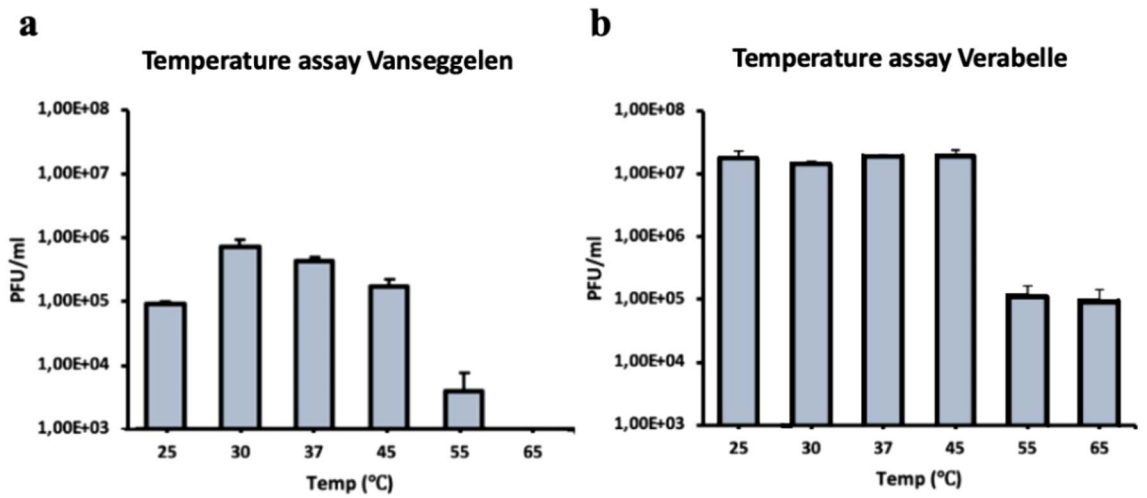 a
Temperature assay Vanseggelen
1,00E+08
1,00E+07
1,00E+06
1,00E+05
1,00E+04
1,00E+03
PFU/ml
25 30 37 45 55 65
Temp (°C)
b
Temperature assay Verabelle
1,00E+08
1,00E+07
1,00E+06
1,00E+05
1,00E+04
1,00E+03
PFU/ml
25 30 37 45 55 65
Temp (°C)